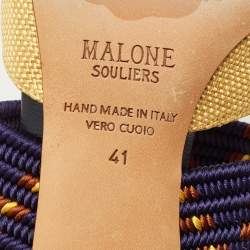 MALONE
SOULIERS
HAND MADE IN ITALY
VERO CUOIO
41